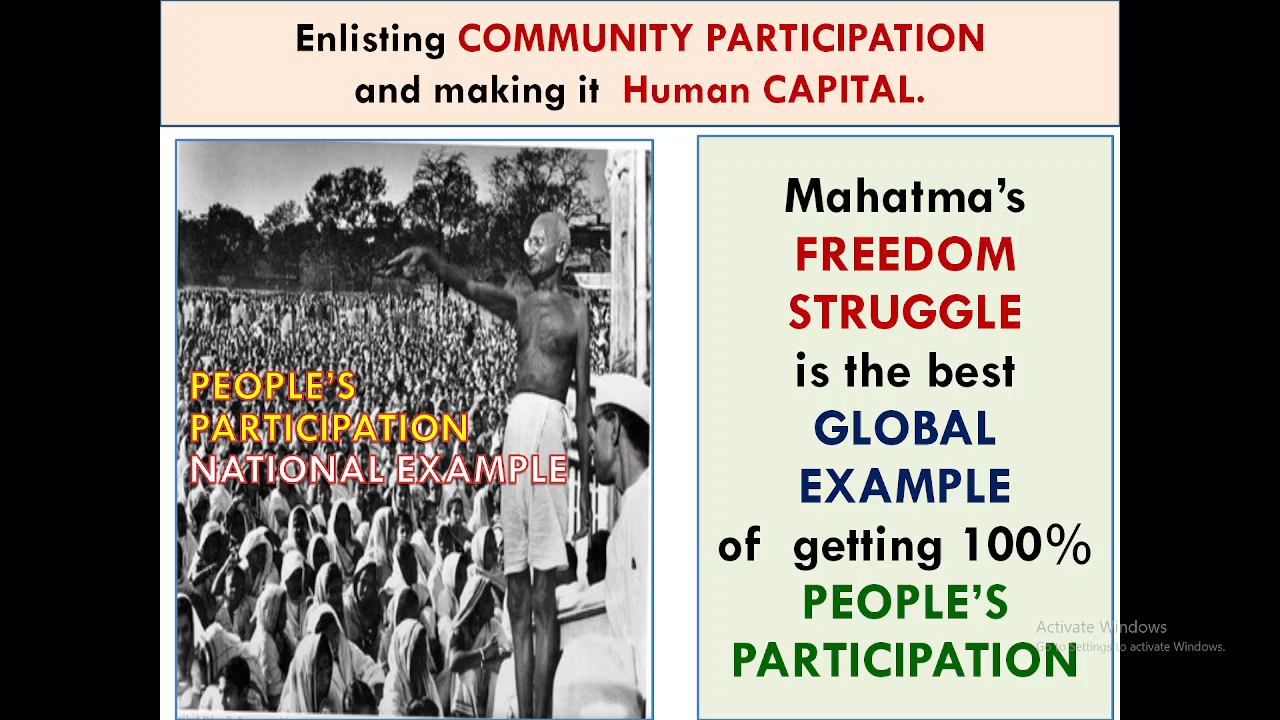 Enlisting COMMUNITY PARTICIPATION
and making it Human CAPITAL.
PEOPLE’S
PARTICIPATION
NATIONAL EXAMPLE
Mahatma’s
FREEDOM
STRUGGLE
is the best
GLOBAL
EXAMPLE
of getting 100%
PEOPLE’S
PARTICIPATION
Activate Windows
Go to Settings to activate Windows.